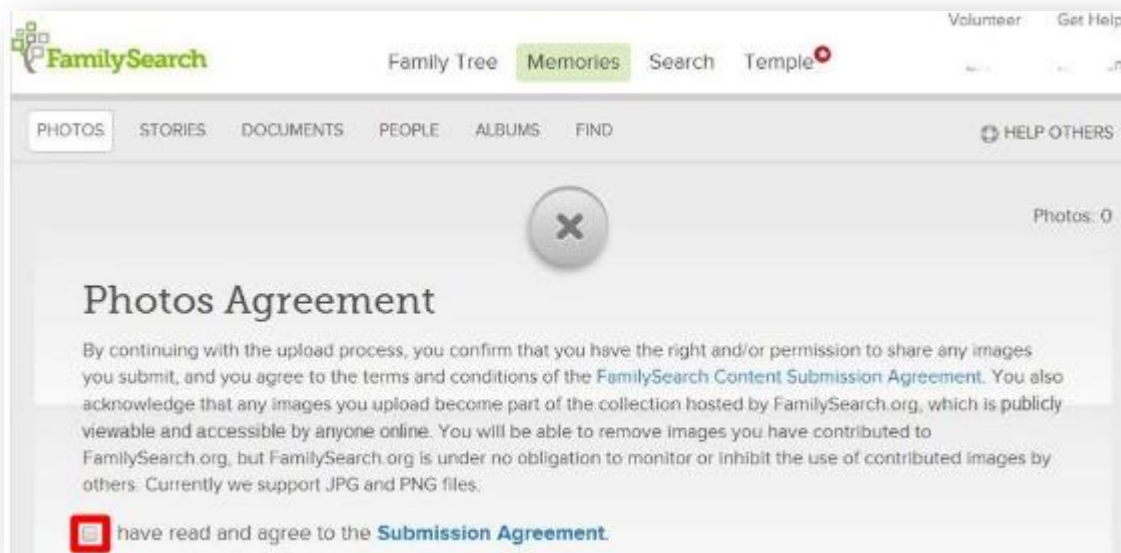 Volunteer Get Help
FamilySearch
Family Tree Memories Search Temple
PHOTOS STORIES DOCUMENTS PEOPLE ALBUMS FIND HELP OTHERS
Photos: 0
Photos Agreement
By continuing with the upload process, you confirm that you have the right and/or permission to share any images
you submit, and you agree to the terms and conditions of the FamilySearch Content Submission Agreement. You also
acknowledge that any images you upload become part of the collection hosted by FamilySearch.org, which is publicly
viewable and accessible by anyone online. You will be able to remove images you have contributed to
FamilySearch.org, but FamilySearch.org is under no obligation to monitor or inhibit the use of contributed images by
others. Currently we support JPG and PNG files.
have read and agree to the Submission Agreement.